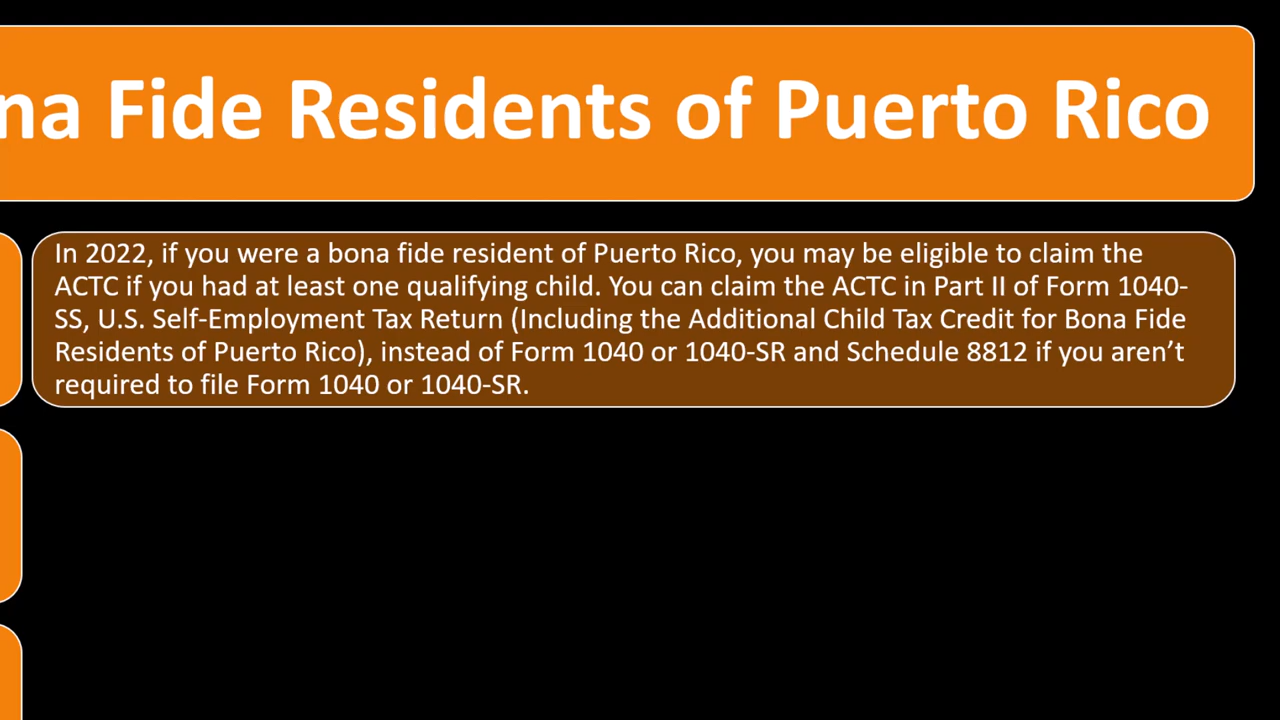 na Fide Residents of Puerto Rico
In 2022, if you were a bona fide resident of Puerto Rico, you may be eligible to claim the
ACTC if you had at least one qualifying child. You can claim the ACTC in Part II of Form 1040-
SS, U.S. Self-Employment Tax Return (Including the Additional Child Tax Credit for Bona Fide
Residents of Puerto Rico), instead of Form 1040 or 1040-SR and Schedule 8812 if you aren’t
required to file Form 1040 or 1040-SR.